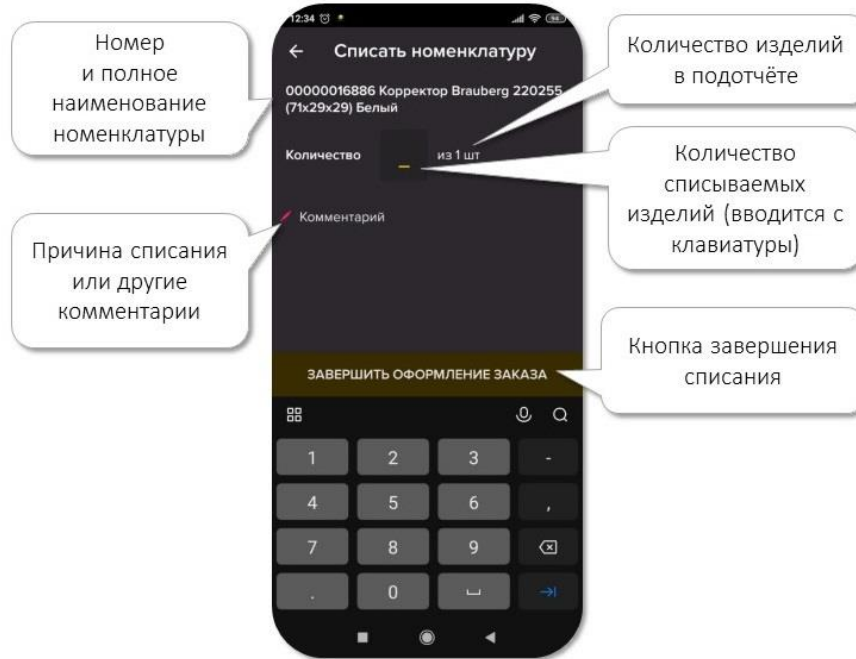 12:34
94
Списать номенклатуру
00000016886 Корректор Brauberg 220255
(71x29x29) Белый
Количество
_
из 1 шт
Комментарий
ЗАВЕРШИТЬ ОФОРМЛЕНИЕ ЗАКАЗА
1 2 3 -
4 5 6 ,
7 8 9
. 0
Номер
и полное
наименование
номенклатуры
Причина списания
или другие
комментарии
Количество изделий
в подотчёте
Количество
списываемых
изделий (вводится с
клавиатуры)
Кнопка завершения
списания